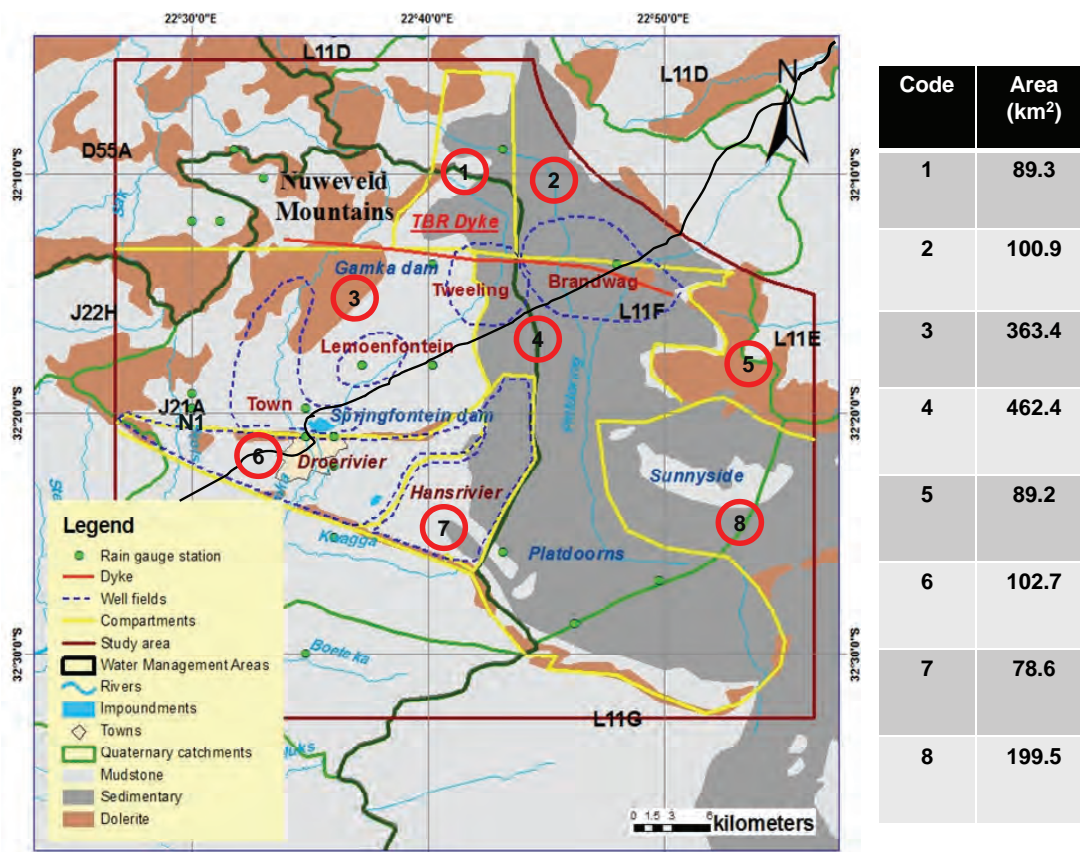 22°30'0"E
22°40'0"E
22°50'0"E
L11D
L11D
N
D55A
32°10'0"S
32°10'0"S
Sak
Nuweveld
Mountains
1
2
TBR Dyke
Gamka dam
3
Tweeling
Brandwag
J22H
L11F
4
L11E
5
Lemoenfontein
J21A
N1
Town
Springfontein dam
32°20'0"S
32°20'0"S
6
Droerivier
Hansrivier
Sunnyside
7
8
Kwagga
Platdoorns
32°30'0"S
32°30'0"S
L11G
Legend
Rain gauge station
Dyke
Well fields
Compartments
Study area
Water Management Areas
Rivers
Impoundments
Towns
Quaternary catchments
Mudstone
Sedimentary
Dolerite
0 1.5 3 6
kilometers
Code Area (km²)
1 89.3
2 100.9
3 363.4
4 462.4
5 89.2
6 102.7
7 78.6
8 199.5